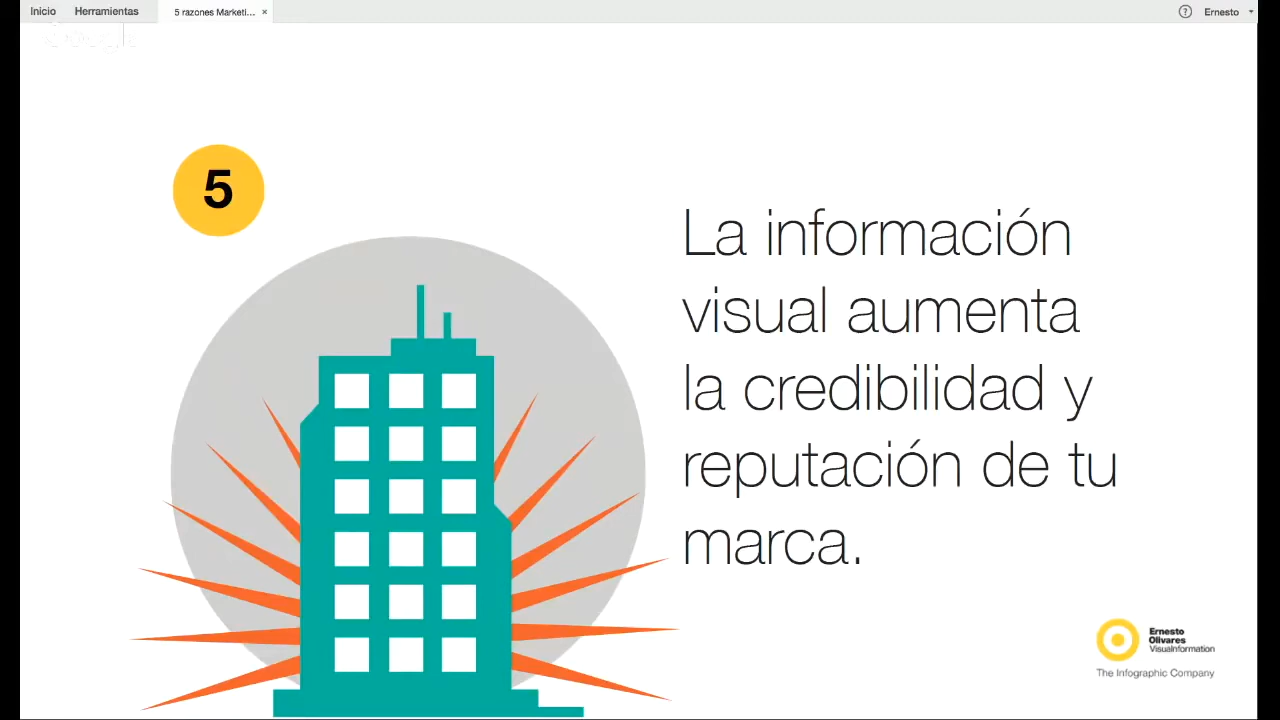 Inicio Herramientas 5 razones Marketi... × ? Ernesto
5
La información
visual aumenta
la credibilidad y
reputación de tu
marca.
Ernesto
Olivares
VisualInformation
The Infographic Company